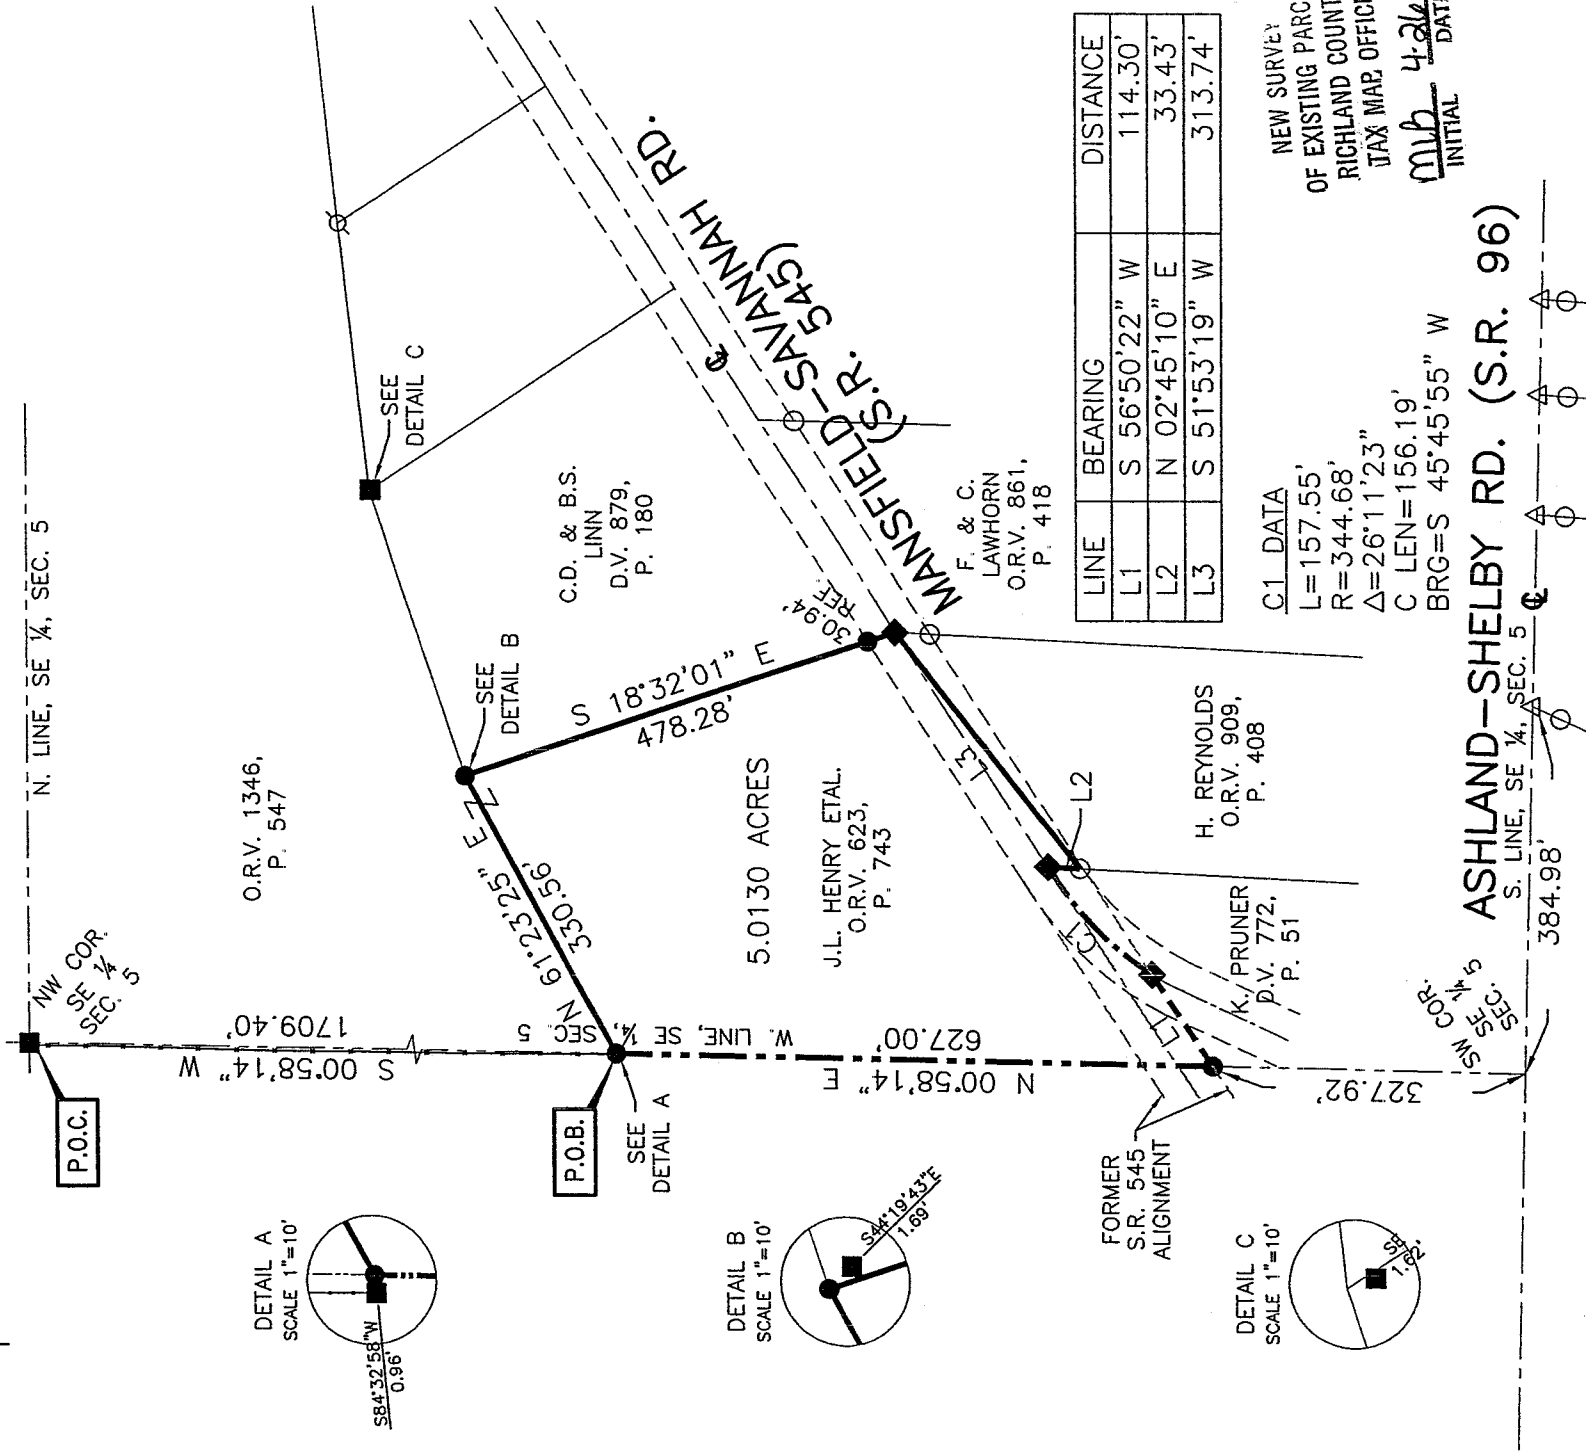 N. LINE, SE ¼, SEC. 5
NW COR.
SE ¼
SEC. 5
P.O.C.
S 00°58'14" W
1709.40'
O.R.V. 1346,
P. 547
N 61°23'25" E
330.56'
SEE
DETAIL B
SEE
DETAIL C
C.D. & B.S.
LINN
D.V. 879,
P. 180
S 18°32'01" E
478.28'
30.94'
REF.
MANSFIELD-SAVANNAH RD.
(S.R. 545)
℄
F. & C.
LAWHORN
O.R.V. 861,
P. 418
P.O.B.
SEE
DETAIL A
W. LINE, SE ¼, SEC. 5
N 00°58'14" E
627.00'
5.0130 ACRES
J.L. HENRY ETAL.
O.R.V. 623,
P. 743
L3
L2
C1
L1
H. REYNOLDS
O.R.V. 909,
P. 408
K. PRUNER
D.V. 772,
P. 51
FORMER
S.R. 545
ALIGNMENT
327.92'
SW COR.
SE ¼
SEC. 5
384.98'
S. LINE, SE ¼, SEC. 5
℄
ASHLAND-SHELBY RD. (S.R. 96)
DETAIL A
SCALE 1"=10'
S84°32'58"W
0.96'
DETAIL B
SCALE 1"=10'
S44°19'43"E
1.69'
DETAIL C
SCALE 1"=10'
SE
1.62'
LINE BEARING DISTANCE
L1 S 56°50'22" W 114.30'
L2 N 02°45'10" E 33.43'
L3 S 51°53'19" W 313.74'
C1 DATA
L=157.55'
R=344.68'
Δ=26°11'23"
C LEN=156.19'
BRG=S 45°45'55" W
NEW SURVEY
OF EXISTING PARC
RICHLAND COUNT
TAX MAP OFFIC
4-26
INITIAL DAT